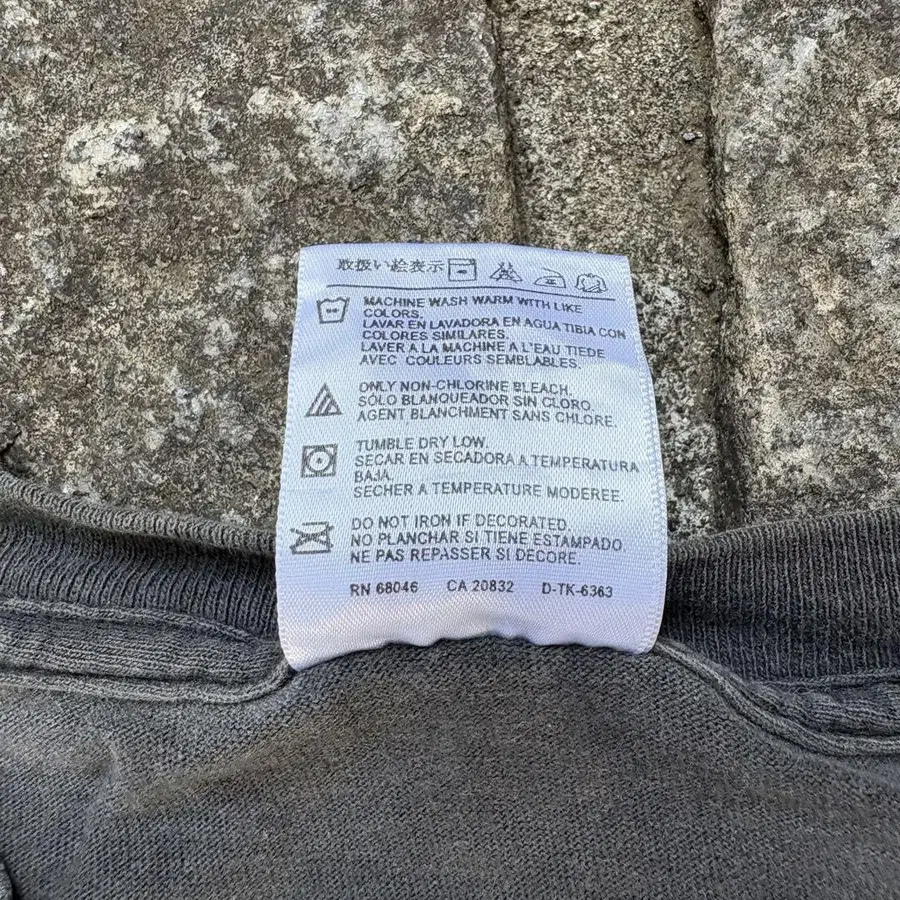 取扱い絵表示
MACHINE WASH WARM WITH LIKE
COLORS.
LAVAR EN LAVADORA EN AGUA TIBIA CON
COLORES SIMILARES.
LAVER A LA MACHINE A L'EAU TIEDE
AVEC COULEURS SEMBLABLES.
ONLY NON-CHLORINE BLEACH.
SÓLO BLANQUEADOR SIN CLORO.
AGENT BLANCHMENT SANS CHLORE.
TUMBLE DRY LOW.
SECAR EN SECADORA A TEMPERATURA
BAJA.
SECHER A TEMPERATURE MODEREE.
DO NOT IRON IF DECORATED.
NO PLANCHAR SI TIENE ESTAMPADO.
NE PAS REPASSER SI DECORE.
RN 68046 CA 20832 D-TK-6363